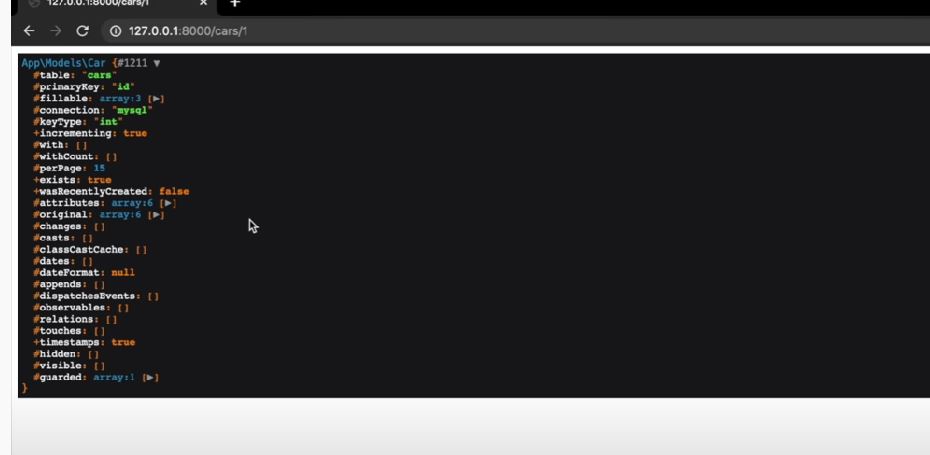 127.0.0.1:8000/cars/1 × +
127.0.0.1:8000/cars/1
App\Models\Car {#1211 ▼
#table: "cars"
#primaryKey: "id"
#fillable: array:3 [▶]
#connection: "mysql"
#keyType: "int"
+incrementing: true
#with: []
#withCount: []
#perPage: 15
+exists: true
+wasRecentlyCreated: false
#attributes: array:6 [▶]
#original: array:6 [▶]
#changes: []
#casts: []
#classCastCache: []
#dates: []
#dateFormat: null
#appends: []
#dispatchesEvents: []
#observables: []
#relations: []
#touches: []
+timestamps: true
#hidden: []
#visible: []
#guarded: array:1 [▶]
}